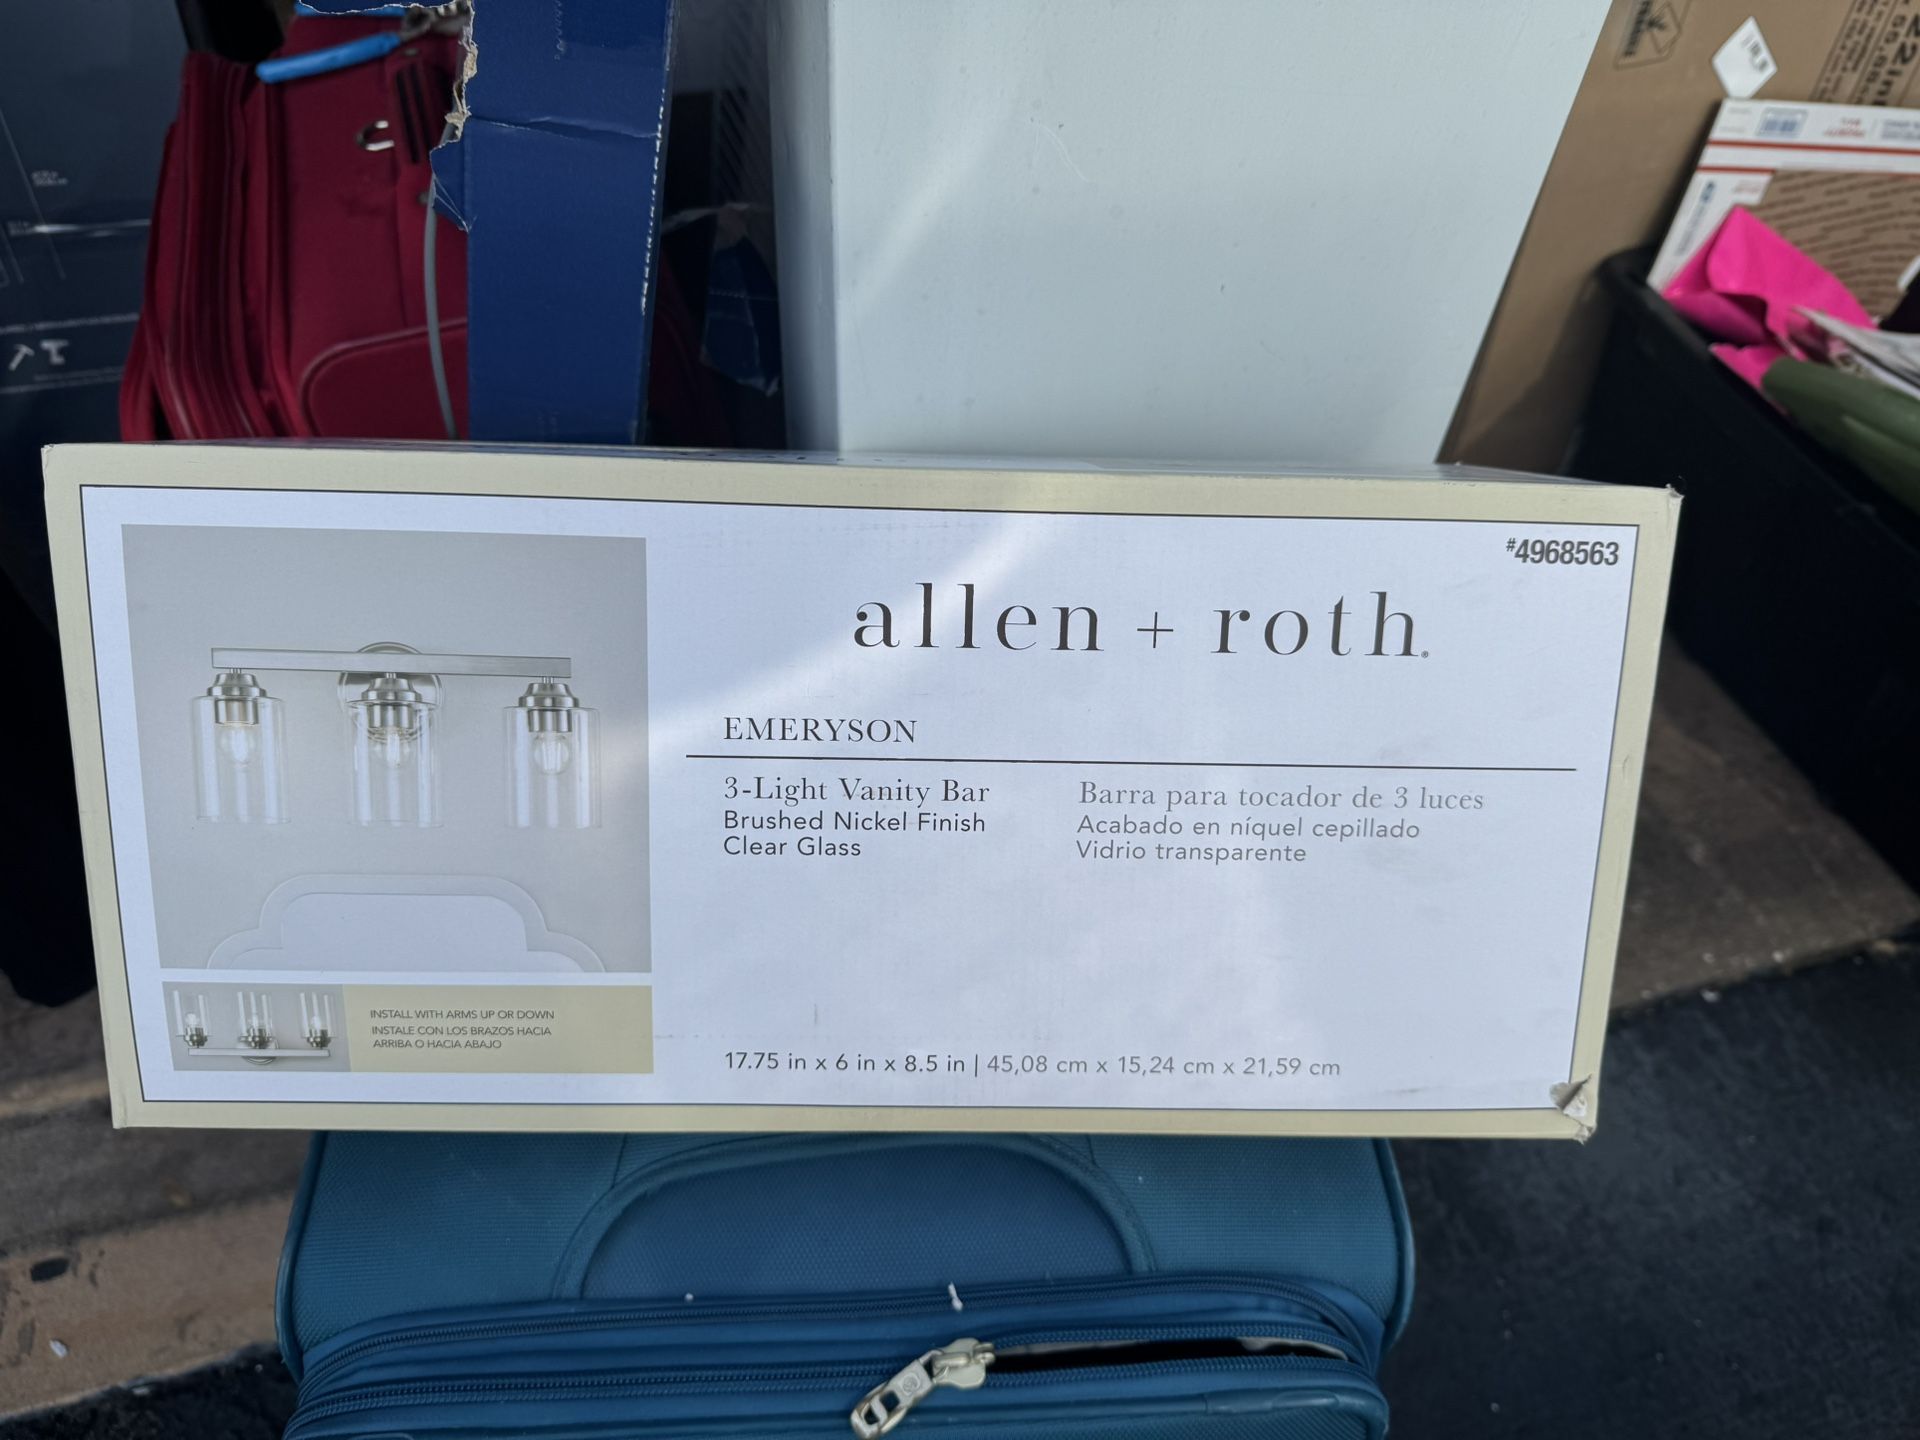 #4968563
allen + roth®
EMERYSON
3-Light Vanity Bar
Brushed Nickel Finish
Clear Glass
Barra para tocador de 3 luces
Acabado en níquel cepillado
Vidrio transparente
INSTALL WITH ARMS UP OR DOWN
INSTALE CON LOS BRAZOS HACIA
ARRIBA O HACIA ABAJO
17.75 in x 6 in x 8.5 in | 45,08 cm x 15,24 cm x 21,59 cm
22in